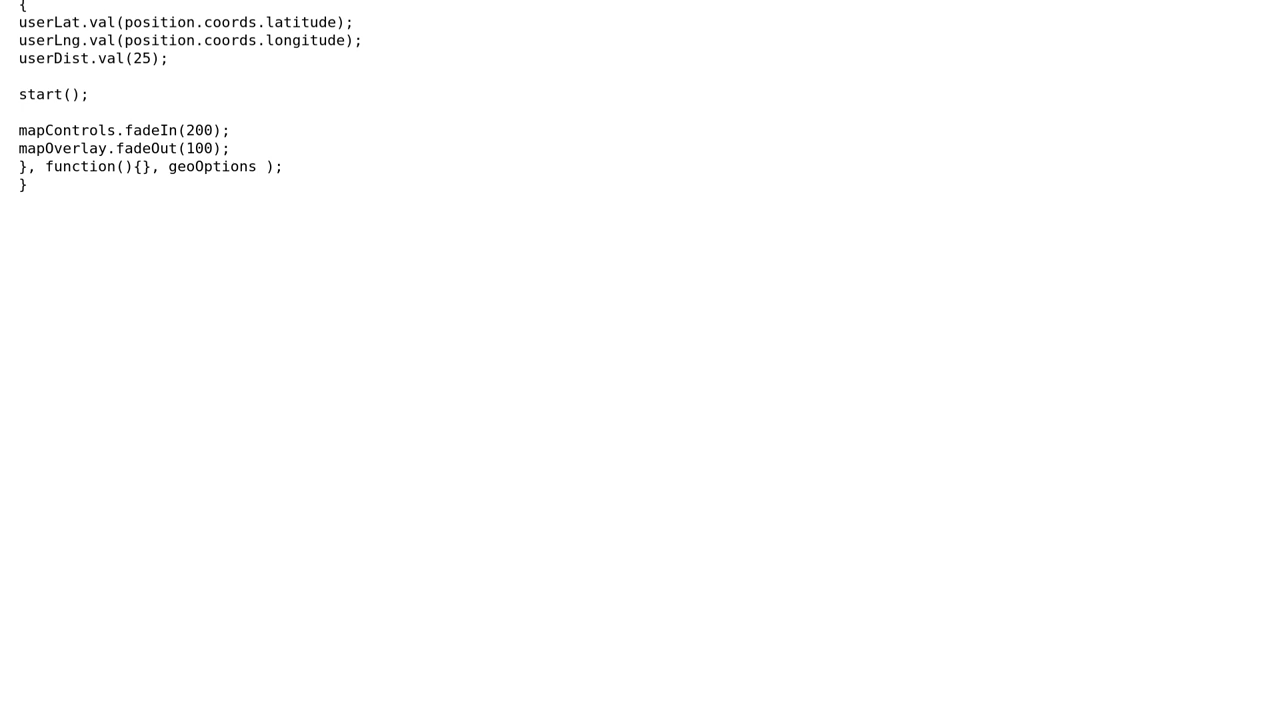 {
userLat.val(position.coords.latitude);
userLng.val(position.coords.longitude);
userDist.val(25);

start();

mapControls.fadeIn(200);
mapOverlay.fadeOut(100);
}, function(){}, geoOptions );
}